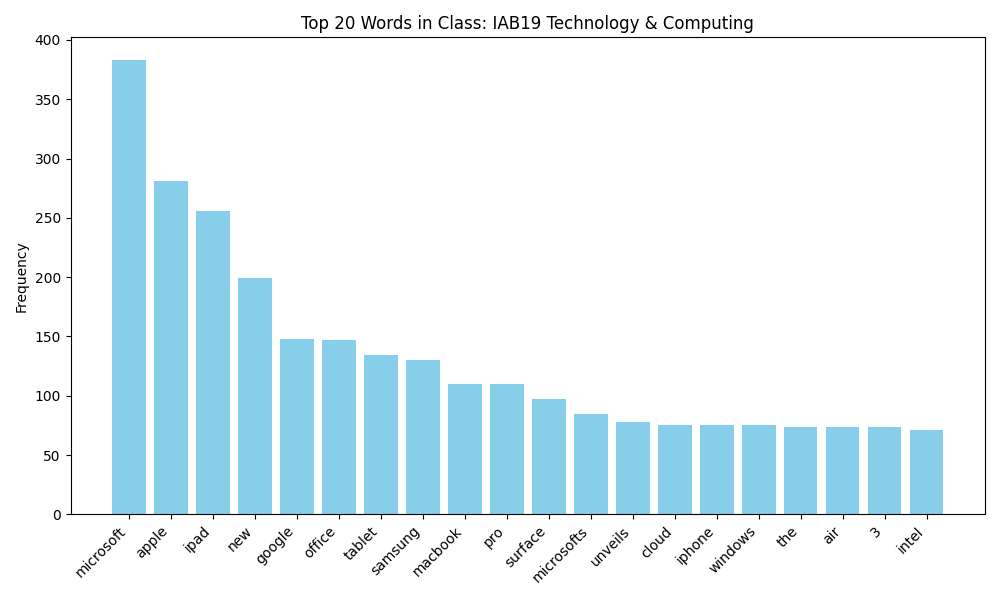 Top 20 Words in Class: IAB19 Technology & Computing
Frequency
400
350
300
250
200
150
100
50
0
microsoft
apple
ipad
new
google
office
tablet
samsung
macbook
pro
surface
microsofts
unveils
cloud
iphone
windows
the
air
3
intel